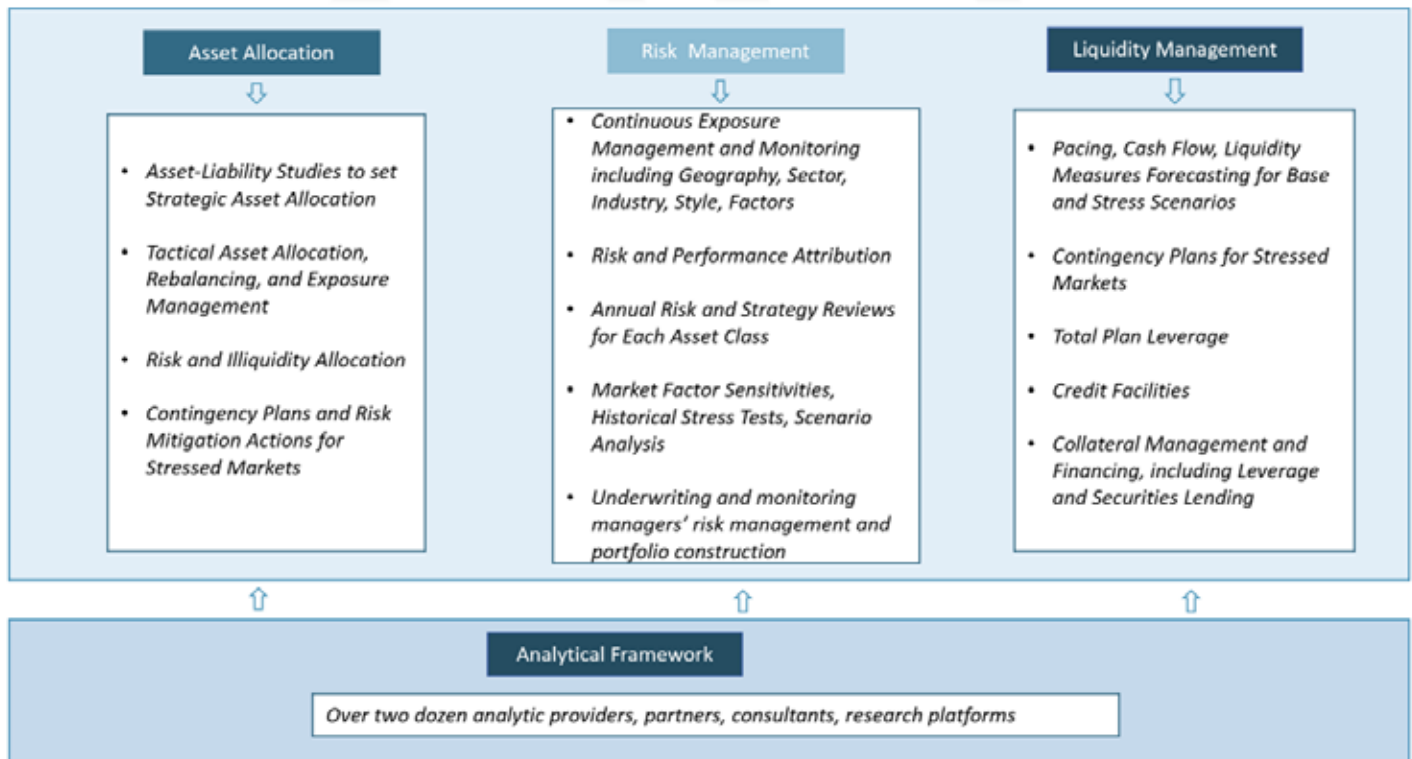 Asset Allocation
Asset-Liability Studies to set
Strategic Asset Allocation
Tactical Asset Allocation,
Rebalancing, and Exposure
Management
Risk and Illiquidity Allocation
Contingency Plans and Risk
Mitigation Actions for
Stressed Markets
Risk Management
Continuous Exposure
Management and Monitoring
including Geography, Sector,
Industry, Style, Factors
Risk and Performance Attribution
Annual Risk and Strategy Reviews
for Each Asset Class
Market Factor Sensitivities,
Historical Stress Tests, Scenario
Analysis
Underwriting and monitoring
managers’ risk management and
portfolio construction
Liquidity Management
Pacing, Cash Flow, Liquidity
Measures Forecasting for Base
and Stress Scenarios
Contingency Plans for Stressed
Markets
Total Plan Leverage
Credit Facilities
Collateral Management and
Financing, including Leverage
and Securities Lending
Analytical Framework
Over two dozen analytic providers, partners, consultants, research platforms